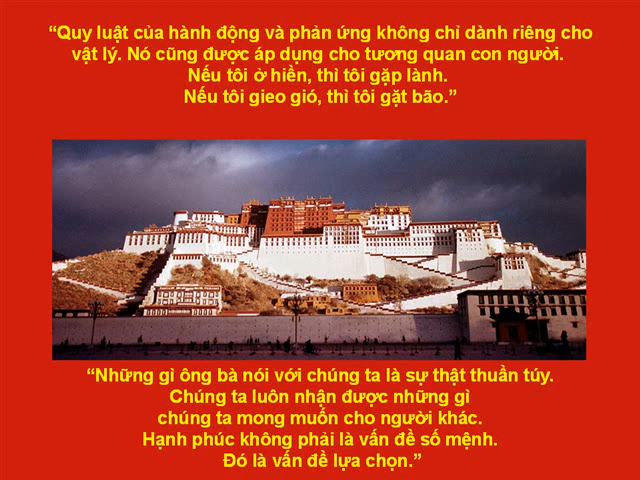 “Quy luật của hành động và phản ứng không chỉ dành riêng cho
vật lý. Nó cũng được áp dụng cho tương quan con người.
Nếu tôi ở hiền, thì tôi gặp lành.
Nếu tôi gieo gió, thì tôi gặt bão.”
“Những gì ông bà nói với chúng ta là sự thật thuần túy.
Chúng ta luôn nhận được những gì
chúng ta mong muốn cho người khác.
Hạnh phúc không phải là vấn đề số mệnh.
Đó là vấn đề lựa chọn.”